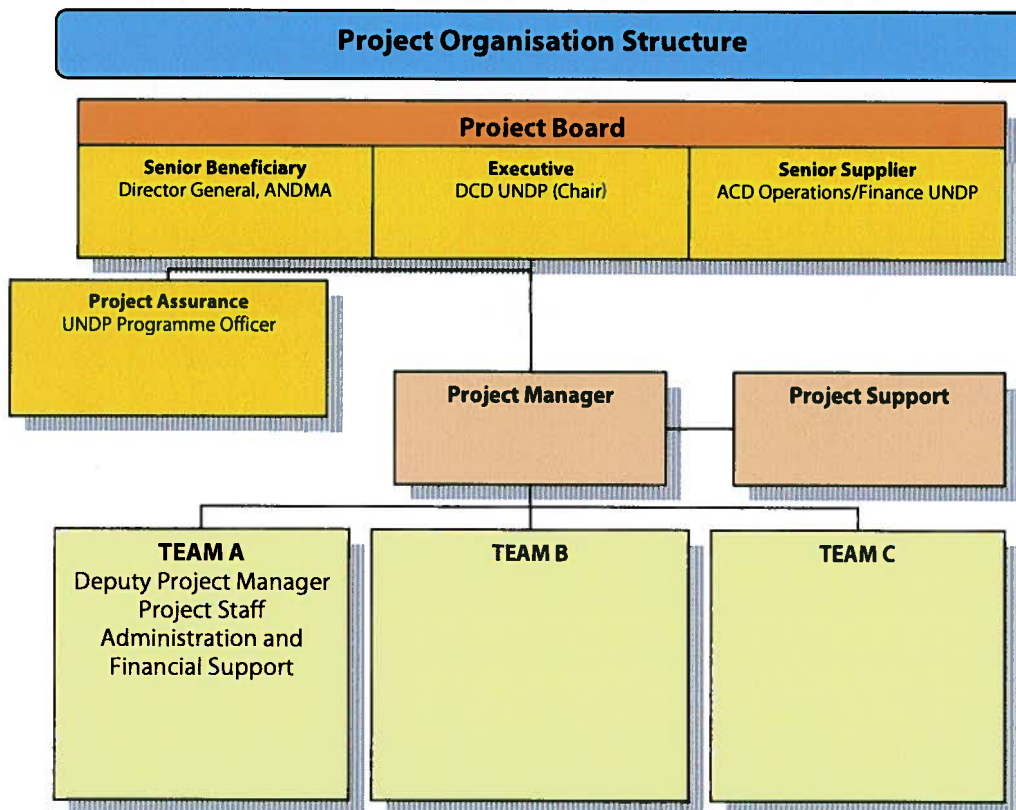 Project Organisation Structure
Project Board
Senior Beneficiary
Director General, ANDMA
Executive
DCD UNDP (Chair)
Senior Supplier
ACD Operations/Finance UNDP
Project Assurance
UNDP Programme Officer
Project Manager
Project Support
TEAM A
Deputy Project Manager
Project Staff
Administration and
Financial Support
TEAM B
TEAM C